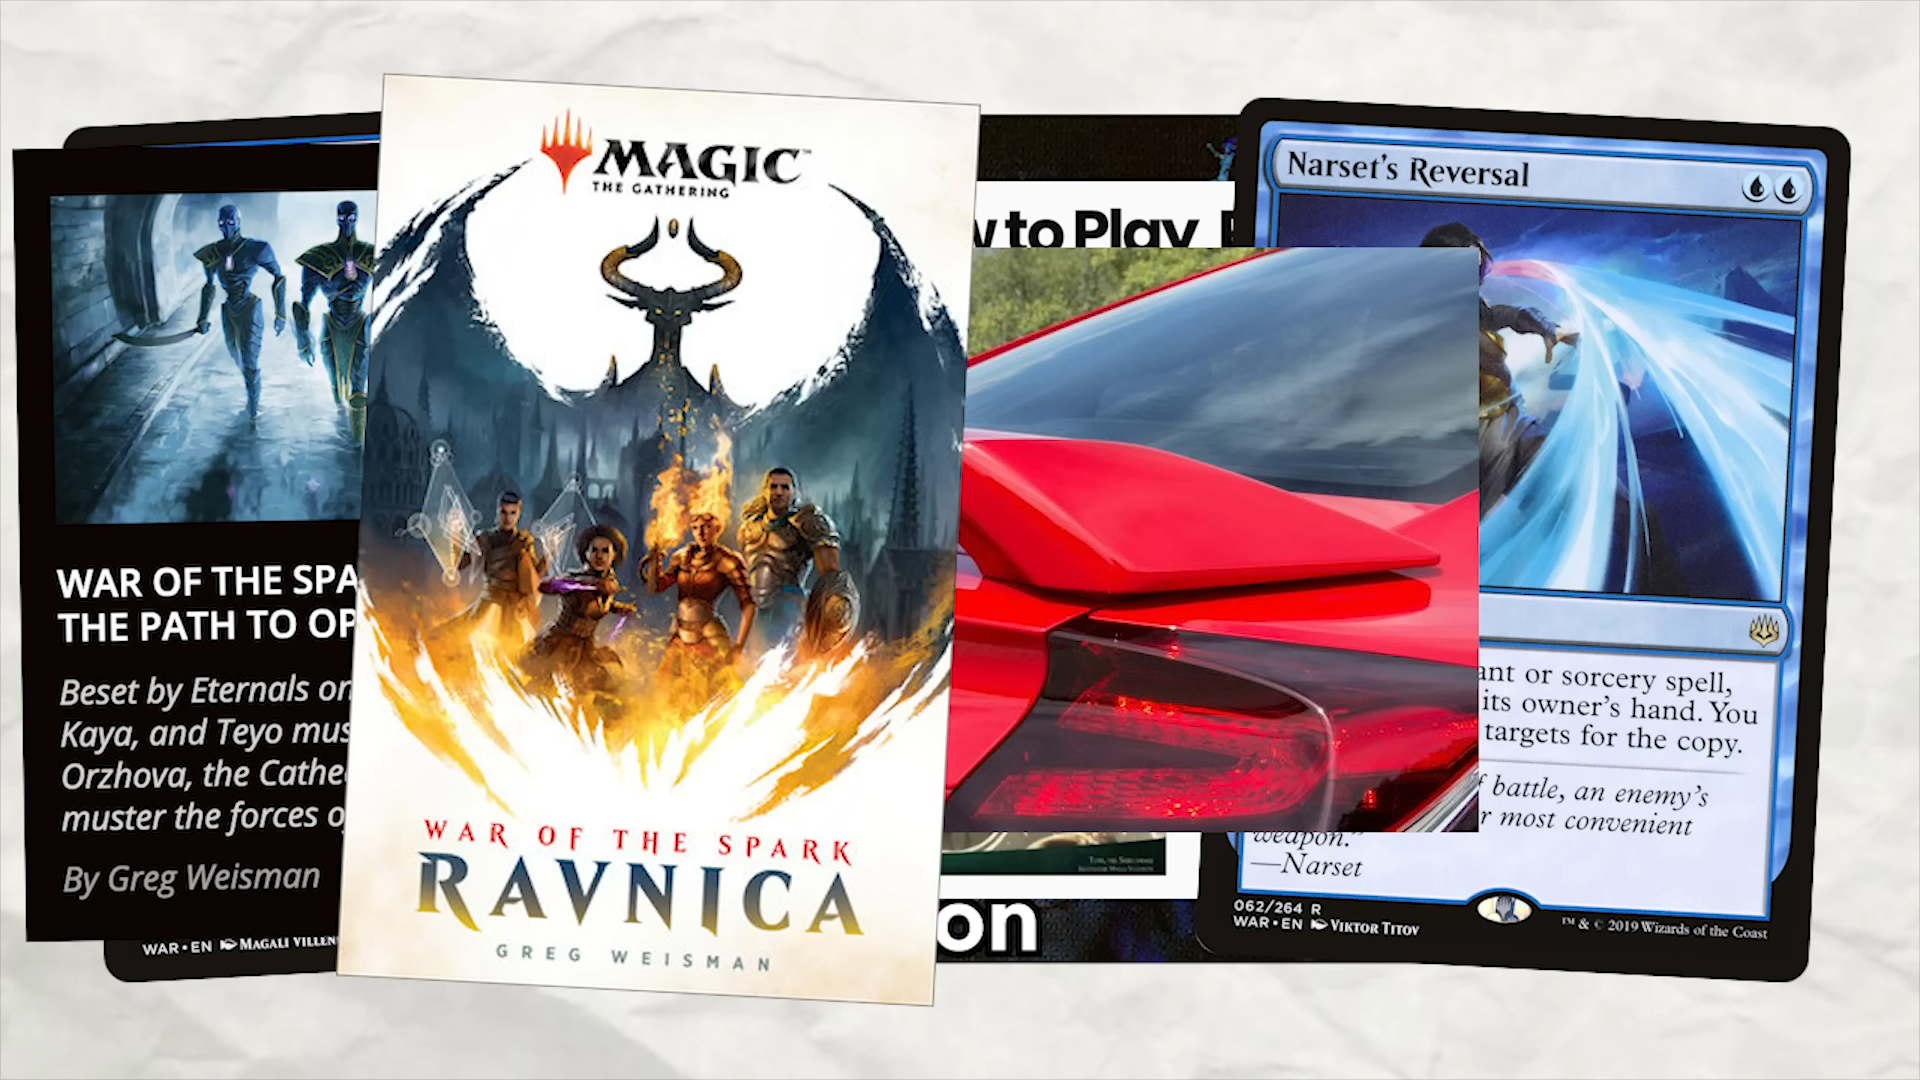 WAR OF THE SPA
THE PATH TO OP
Beset by Eternals on
Kaya, and Teyo mus
Orzhova, the Cathe
muster the forces o
By Greg Weisman
WAR • EN MAGALI VILLEN
MAGIC™
THE GATHERING
WAR OF THE SPARK
RAVNICA
GREG WEISMAN
w to Play
on
Narset's Reversal
ant or sorcery spell,
its owner's hand. You
targets for the copy.
f battle, an enemy's
r most convenient
weapon."
—Narset
062/264 R
WAR • EN VIKTOR TITOV
™ & © 2019 Wizards of the Coast